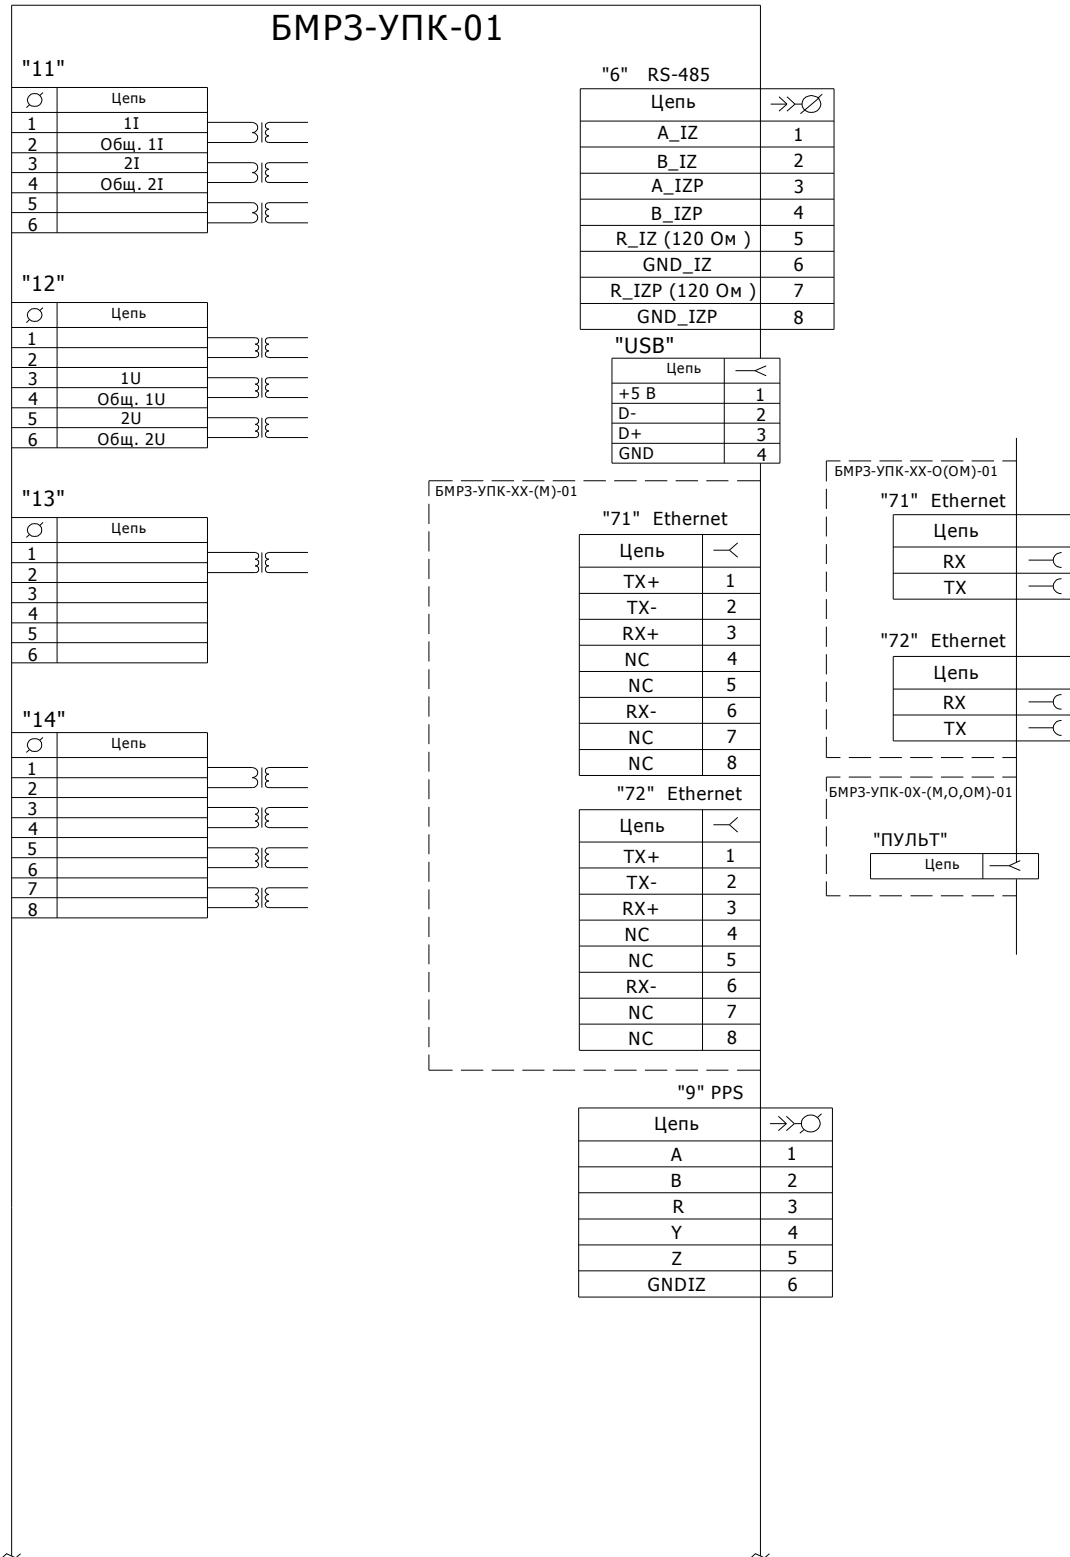 БМРЗ-УПК-01
"11"
Цепь
1 1I
2 Общ. 1I
3 2I
4 Общ. 2I
5
6
"12"
Цепь
1
2
3 1U
4 Общ. 1U
5 2U
6 Общ. 2U
"13"
Цепь
1
2
3
4
5
6
"14"
Цепь
1
2
3
4
5
6
7
8
"6" RS-485
Цепь
A_IZ 1
B_IZ 2
A_IZP 3
B_IZP 4
R_IZ (120 Ом ) 5
GND_IZ 6
R_IZP (120 Ом ) 7
GND_IZP 8
"USB"
Цепь
+5 В 1
D- 2
D+ 3
GND 4
БМРЗ-УПК-ХХ-(М)-01
"71" Ethernet
Цепь
TX+ 1
TX- 2
RX+ 3
NC 4
NC 5
RX- 6
NC 7
NC 8
"72" Ethernet
Цепь
TX+ 1
TX- 2
RX+ 3
NC 4
NC 5
RX- 6
NC 7
NC 8
"9" PPS
Цепь
A 1
B 2
R 3
Y 4
Z 5
GNDIZ 6
БМРЗ-УПК-ХХ-О(ОМ)-01
"71" Ethernet
Цепь
RX
TX
"72" Ethernet
Цепь
RX
TX
БМРЗ-УПК-0Х-(М,О,ОМ)-01
"ПУЛЬТ"
Цепь